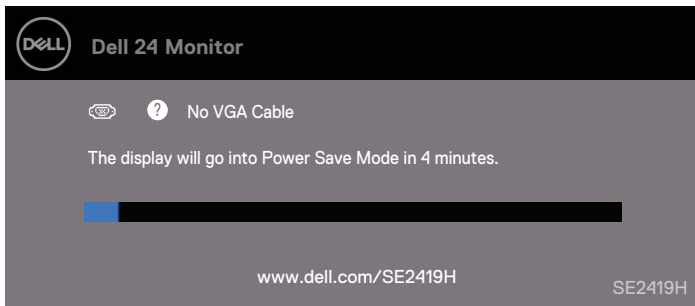 DELL
Dell 24 Monitor
? No VGA Cable
The display will go into Power Save Mode in 4 minutes.
www.dell.com/SE2419H
SE2419H